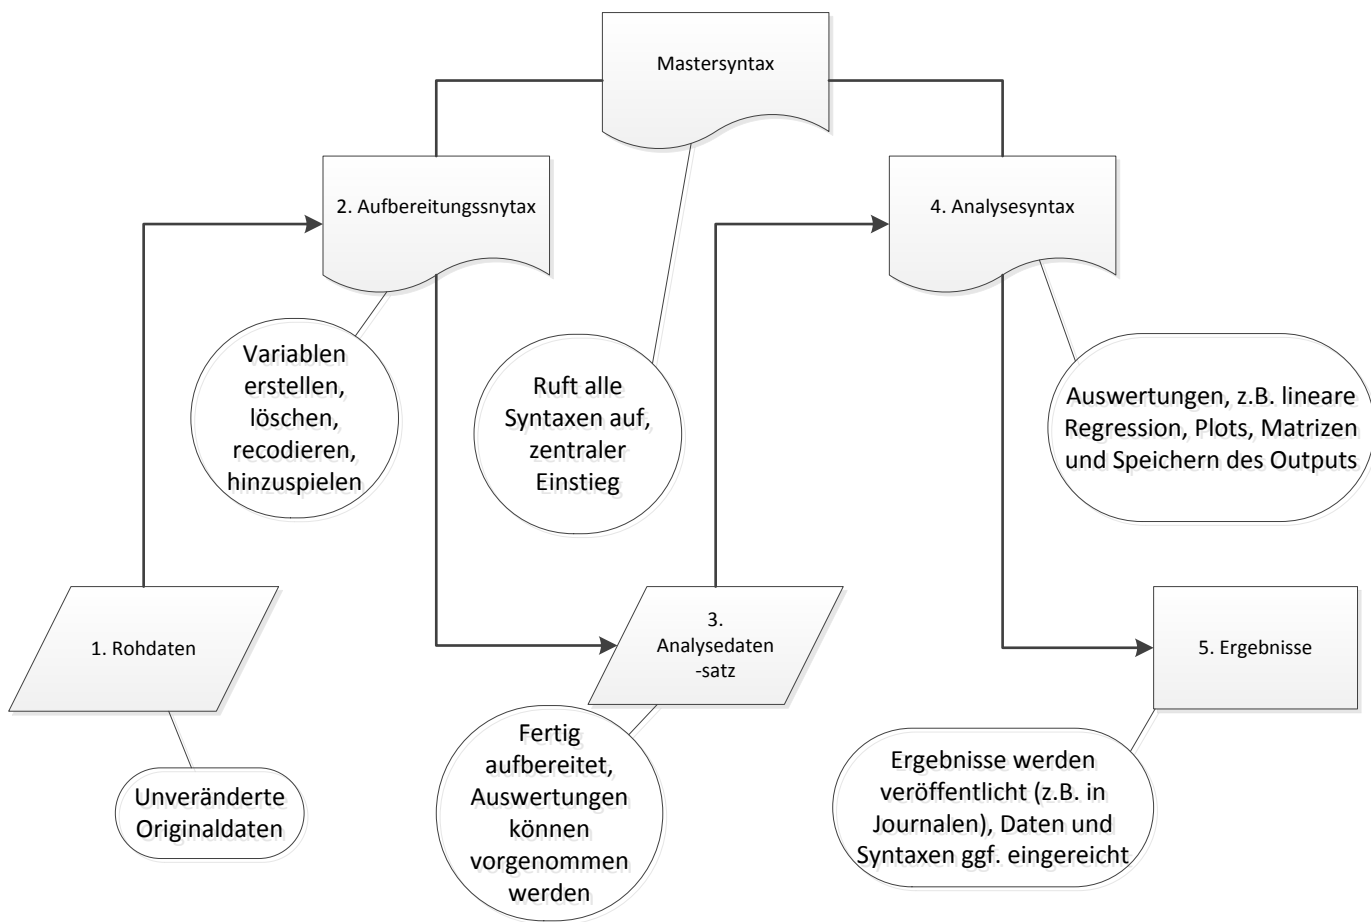 Mastersyntax
2. Aufbereitungssnytax
4. Analysesyntax
Variablen
erstellen,
löschen,
recodieren,
hinzuspielen
Ruft alle
Syntaxen auf,
zentraler
Einstieg
Auswertungen, z.B. lineare
Regression, Plots, Matrizen
und Speichern des Outputs
1. Rohdaten
3.
Analysedaten
-satz
5. Ergebnisse
Unveränderte
Originaldaten
Fertig
aufbereitet,
Auswertungen
können
vorgenommen
werden
Ergebnisse werden
veröffentlicht (z.B. in
Journalen), Daten und
Syntaxen ggf. eingereicht